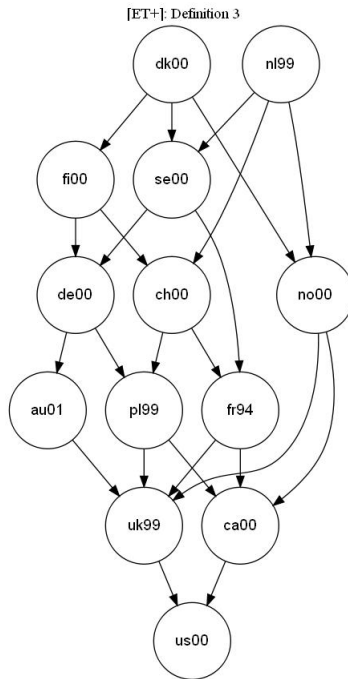 [ET+]: Definition 3
dk00
nl99
fi00
se00
de00
ch00
no00
au01
pl99
fr94
uk99
ca00
us00